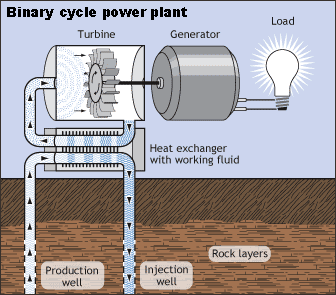 Binary cycle power plant
Load
Turbine
Generator
Heat exchanger
with working fluid
Rock layers
Production
well
Injection
well